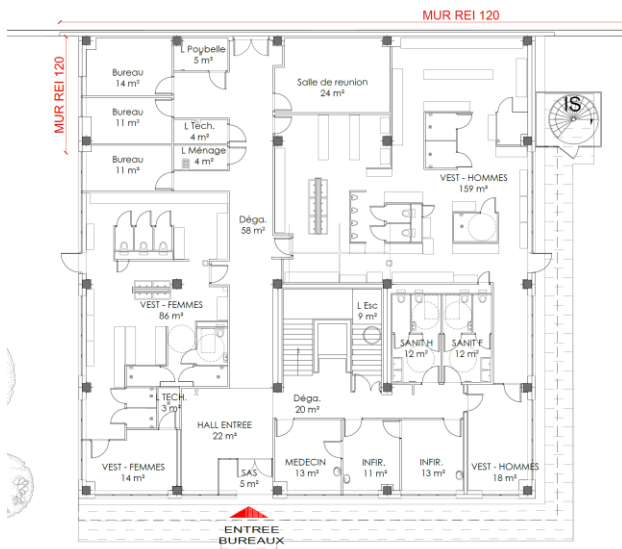 MUR REI 120
MUR REI 120
L Poubelle
5 m²
Bureau
14 m²
Salle de reunion
24 m²
IS
Bureau
11 m²
L Tech.
4 m²
L Ménage
4 m²
Bureau
11 m²
VEST - HOMMES
159 m²
Déga.
58 m²
VEST - FEMMES
86 m²
L Esc
9 m²
SANIT H
12 m²
SANIT F
12 m²
L TECH.
3 m²
Déga.
20 m²
HALL ENTREE
22 m²
VEST - FEMMES
14 m²
SAS
5 m²
MEDECIN
13 m²
INFIR.
11 m²
INFIR.
13 m²
VEST - HOMMES
18 m²
ENTREE
BUREAUX